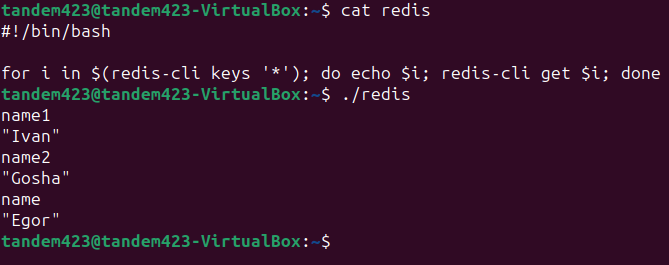 tandem423@tandem423-VirtualBox:~$ cat redis
#!/bin/bash
for i in $(redis-cli keys '*'); do echo $i; redis-cli get $i; done
tandem423@tandem423-VirtualBox:~$ ./redis
name1
"Ivan"
name2
"Gosha"
name
"Egor"
tandem423@tandem423-VirtualBox:~$